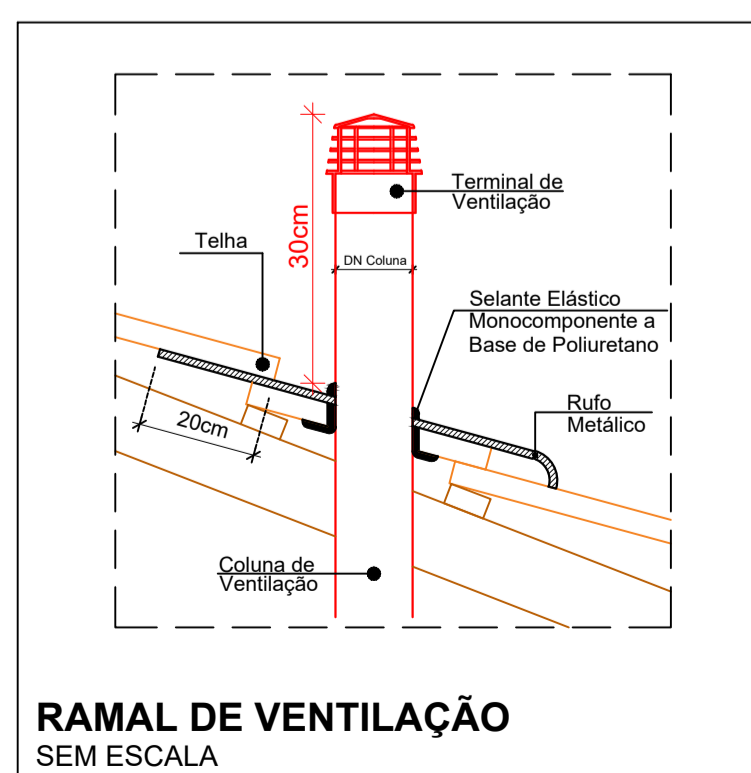 Terminal de
Ventilação
Telha
30cm
DN Coluna
Selante Elástico
Monocomponente a
Base de Poliuretano
20cm
Rufo
Metálico
Coluna de
Ventilação
RAMAL DE VENTILAÇÃO
SEM ESCALA